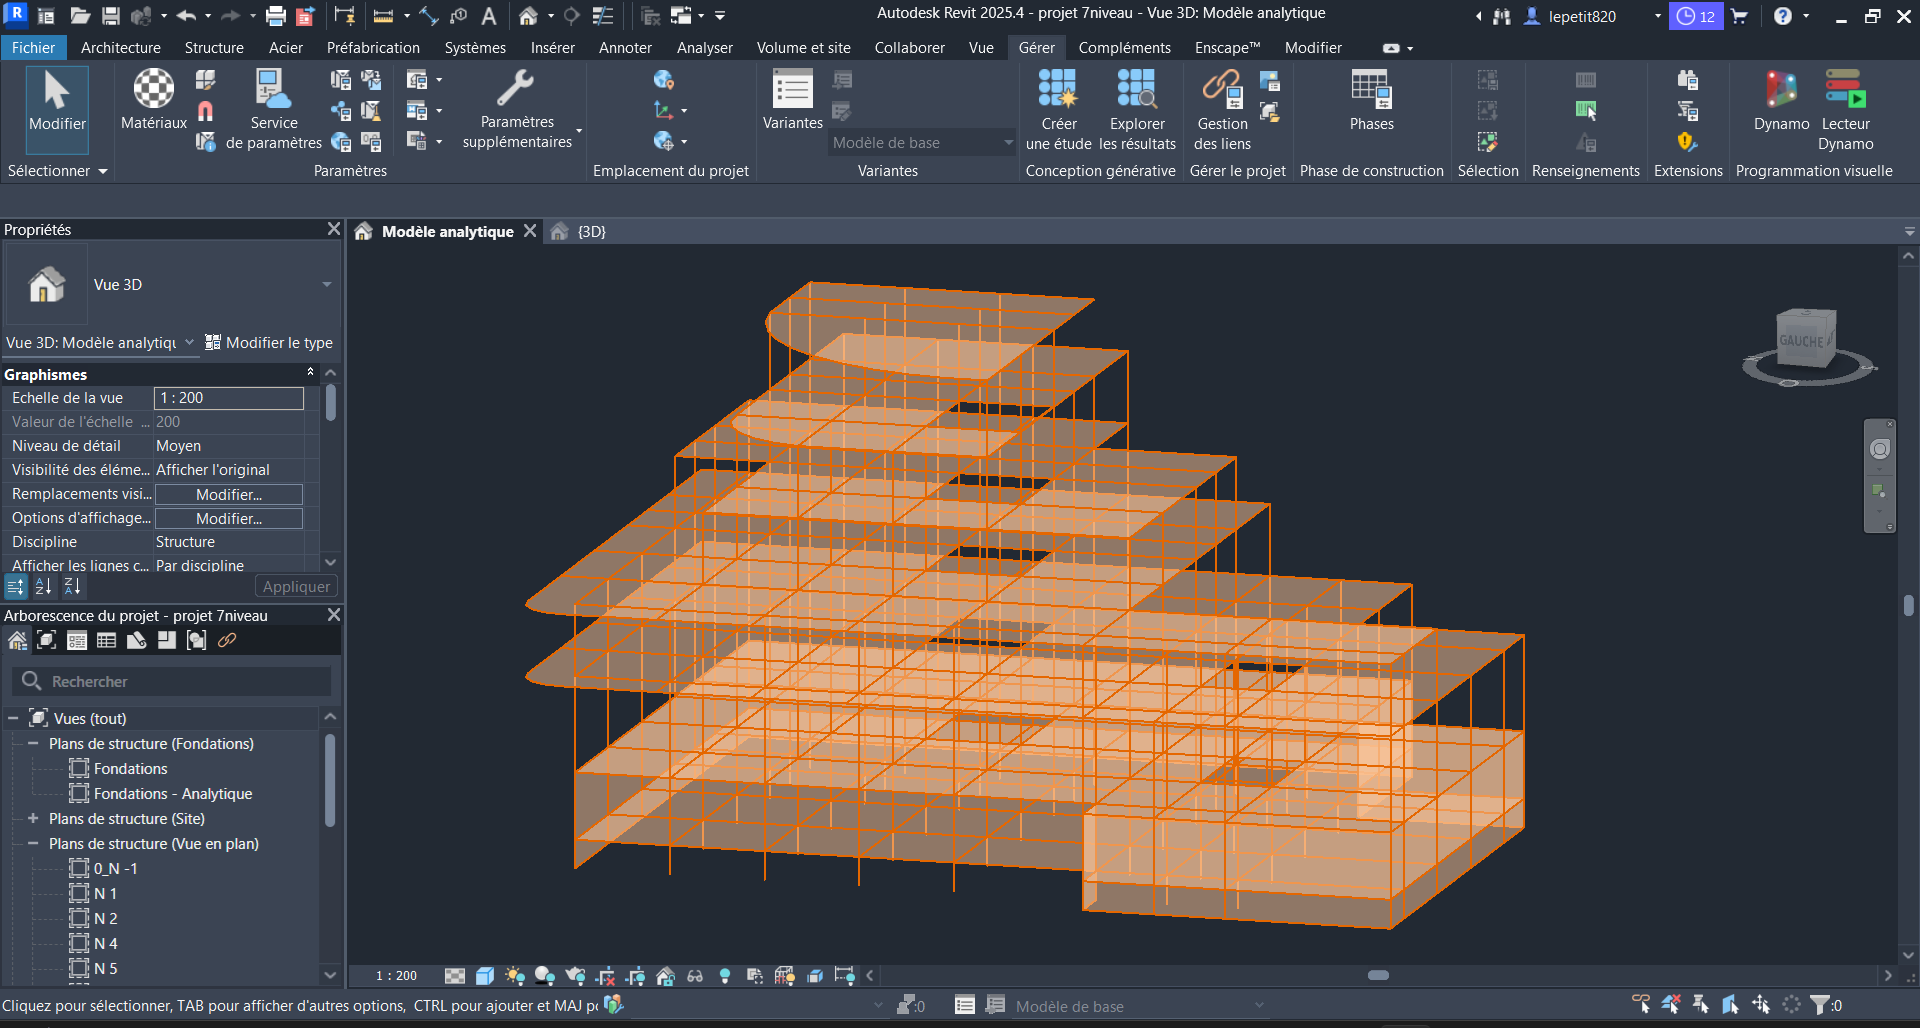 Autodesk Revit 2025.4 - projet 7niveau - Vue 3D: Modèle analytique
lepetit820
12
Fichier
Architecture
Structure
Acier
Préfabrication
Systèmes
Insérer
Annoter
Analyser
Volume et site
Collaborer
Vue
Gérer
Compléments
Enscape™
Modifier
Modifier
Matériaux
Service
de paramètres
Paramètres
supplémentaires
Variantes
Modèle de base
Créer
une étude
Explorer
les résultats
Gestion
des liens
Phases
Dynamo
Lecteur
Dynamo
Sélectionner
Paramètres
Emplacement du projet
Variantes
Conception générative
Gérer le projet
Phase de construction
Sélection
Renseignements
Extensions
Programmation visuelle
Propriétés
Modèle analytique
{3D}
Vue 3D
Vue 3D: Modèle analytiqu
Modifier le type
Graphismes
Echelle de la vue
1 : 200
Valeur de l'échelle ...
200
Niveau de détail
Moyen
Visibilité des éléme...
Afficher l'original
Remplacements visi...
Modifier...
Options d'affichage...
Modifier...
Discipline
Structure
Afficher les lignes c...
Par discipline
Appliquer
GAUCHE
Arborescence du projet - projet 7niveau
Rechercher
Vues (tout)
Plans de structure (Fondations)
Fondations
Fondations - Analytique
Plans de structure (Site)
Plans de structure (Vue en plan)
0_N -1
N 1
N 2
N 4
N 5
1 : 200
Cliquez pour sélectionner, TAB pour afficher d'autres options, CTRL pour ajouter et MAJ po
:0
Modèle de base
:0